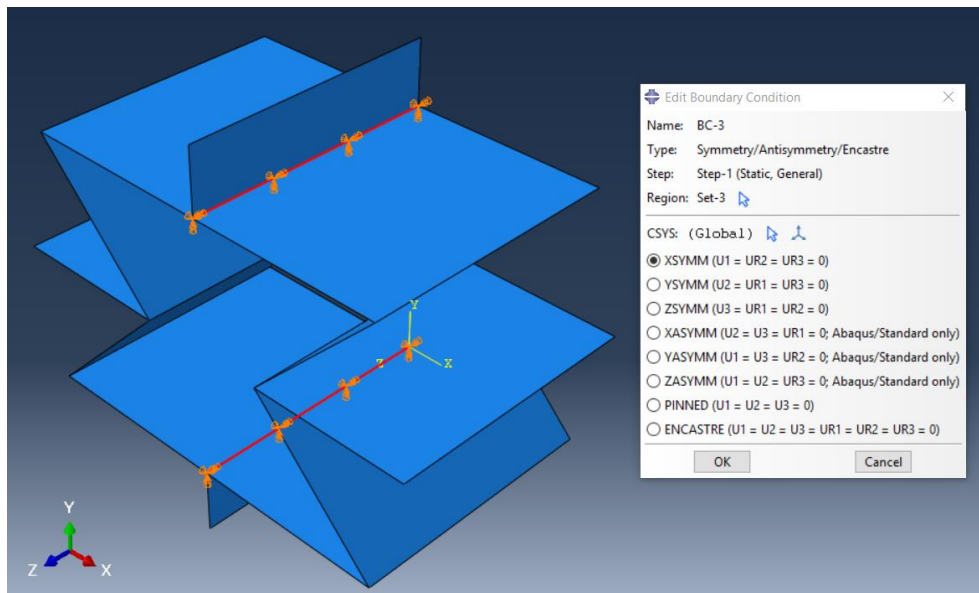 Edit Boundary Condition
Name: BC-3
Type: Symmetry/Antisymmetry/Encastre
Step: Step-1 (Static, General)
Region: Set-3
CSYS: (Global)
XSYMM (U1 = UR2 = UR3 = 0)
YSYMM (U2 = UR1 = UR3 = 0)
ZSYMM (U3 = UR1 = UR2 = 0)
XASYMM (U2 = U3 = UR1 = 0; Abaqus/Standard only)
YASYMM (U1 = U3 = UR2 = 0; Abaqus/Standard only)
ZASYMM (U1 = U2 = UR3 = 0; Abaqus/Standard only)
PINNED (U1 = U2 = U3 = 0)
ENCASTRE (U1 = U2 = U3 = UR1 = UR2 = UR3 = 0)
OK Cancel
Y
Z X
Y
Z X